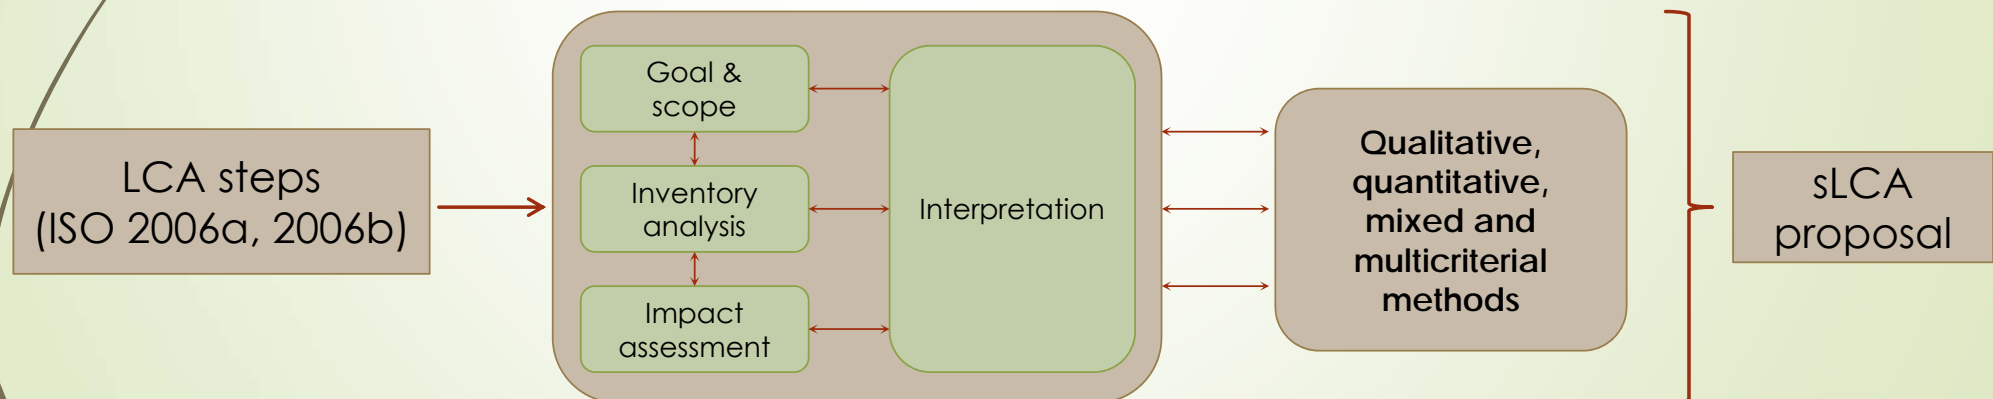 LCA steps
(ISO 2006a, 2006b)
Goal &
scope
Inventory
analysis
Impact
assessment
Interpretation
Qualitative,
quantitative,
mixed and
multicriterial
methods
sLCA
proposal